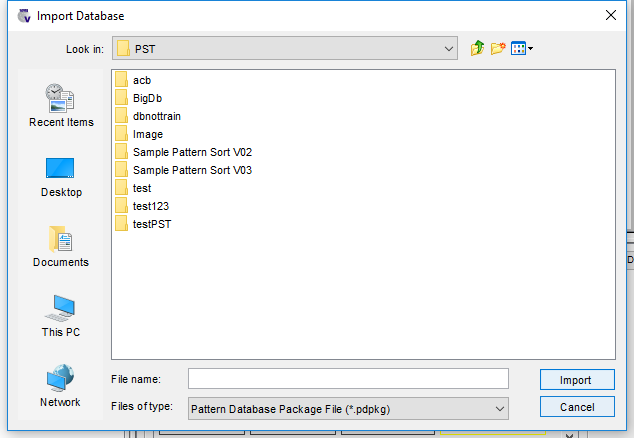 Import Database
Look in: PST
Recent Items
Desktop
Documents
This PC
Network
acb
BigDb
dbnottrain
Image
Sample Pattern Sort V02
Sample Pattern Sort V03
test
test123
testPST
File name:
Import
Files of type: Pattern Database Package File (*.pdpkg)
Cancel
D